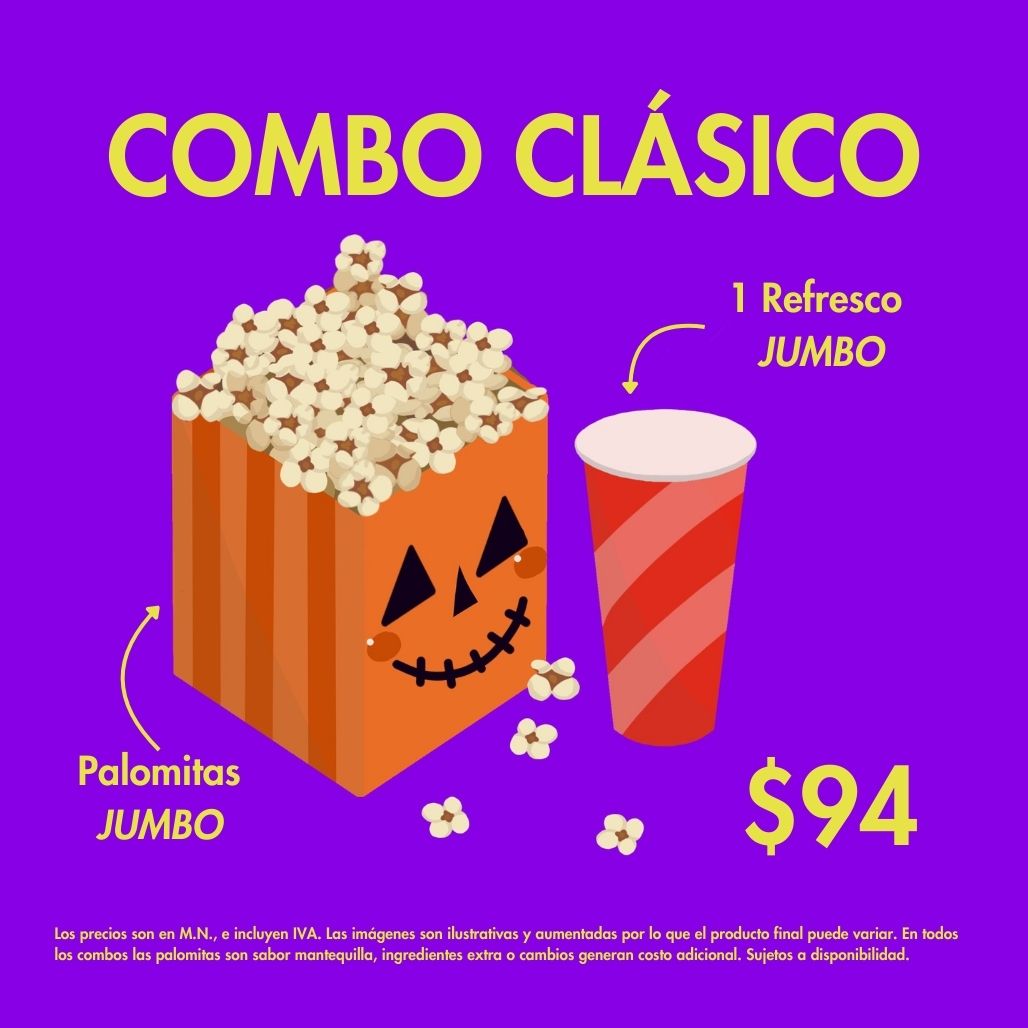 COMBO CLÁSICO
1 Refresco
JUMBO
Palomitas
JUMBO
$94
Los precios son en M.N., e incluyen IVA. Las imágenes son ilustrativas y aumentadas por lo que el producto final puede variar. En todos
los combos las palomitas son sabor mantequilla, ingredientes extra o cambios generan costo adicional. Sujetos a disponibilidad.